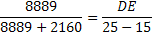 8889/(8889 + 2160) = DE/(25 − 15)